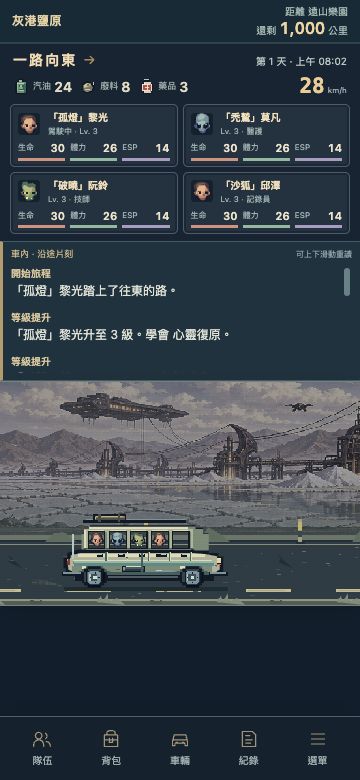 灰港鹽原
距離 遠山樂園
還剩 1,000 公里
一路向東 →
第 1 天 · 上午 08:02
汽油 24 廢料 8 藥品 3
28 km/h
「孤燈」黎光
駕駛中 · Lv. 3
生命 30 體力 26 ESP 14
「禿鷲」莫凡
Lv. 3 · 醫護
生命 30 體力 26 ESP 14
「破曉」阮鈴
Lv. 3 · 技師
生命 30 體力 26 ESP 14
「沙狐」邱澤
Lv. 3 · 記錄員
生命 30 體力 26 ESP 14
車內 · 沿途片刻
可上下滑動重讀
開始旅程
「孤燈」黎光踏上了往東的路。
等級提升
「孤燈」黎光升至 3 級。學會 心靈復原。
等級提升
隊伍 背包 車輛 紀錄 選單